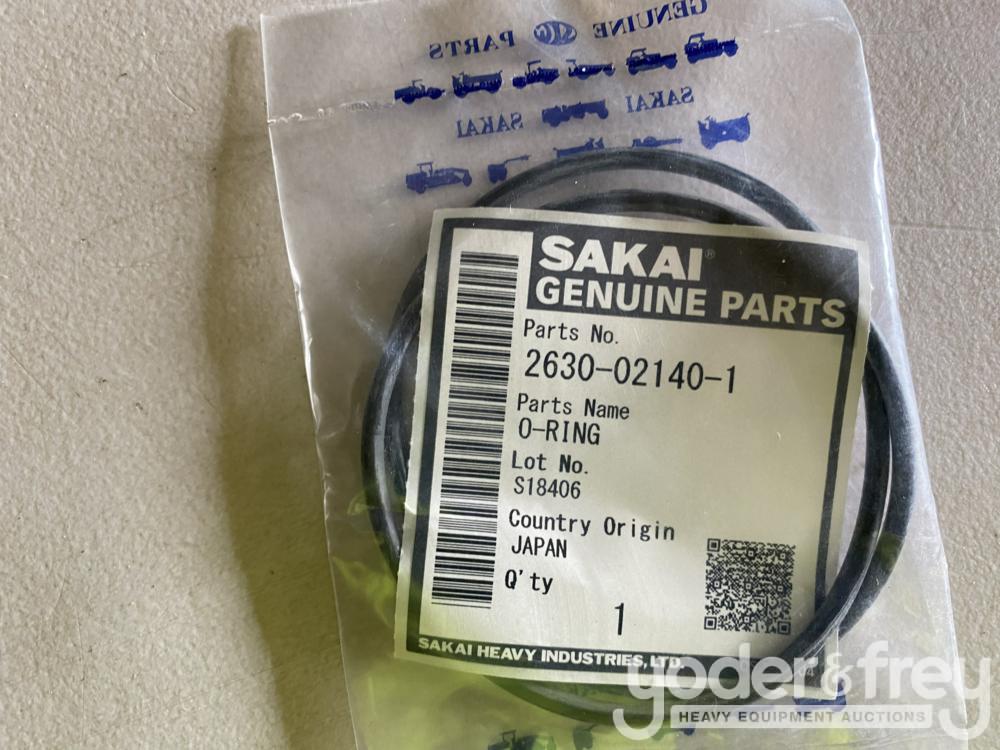 GENUINE SKC PARTS
SAKAI SAKAI
SAKAI®
GENUINE PARTS
Parts No.
2630-02140-1
Parts Name
O-RING
Lot No.
S18406
Country Origin
JAPAN
Q'ty
1
SAKAI HEAVY INDUSTRIES, LTD.
yoder&frey
HEAVY EQUIPMENT AUCTIONS